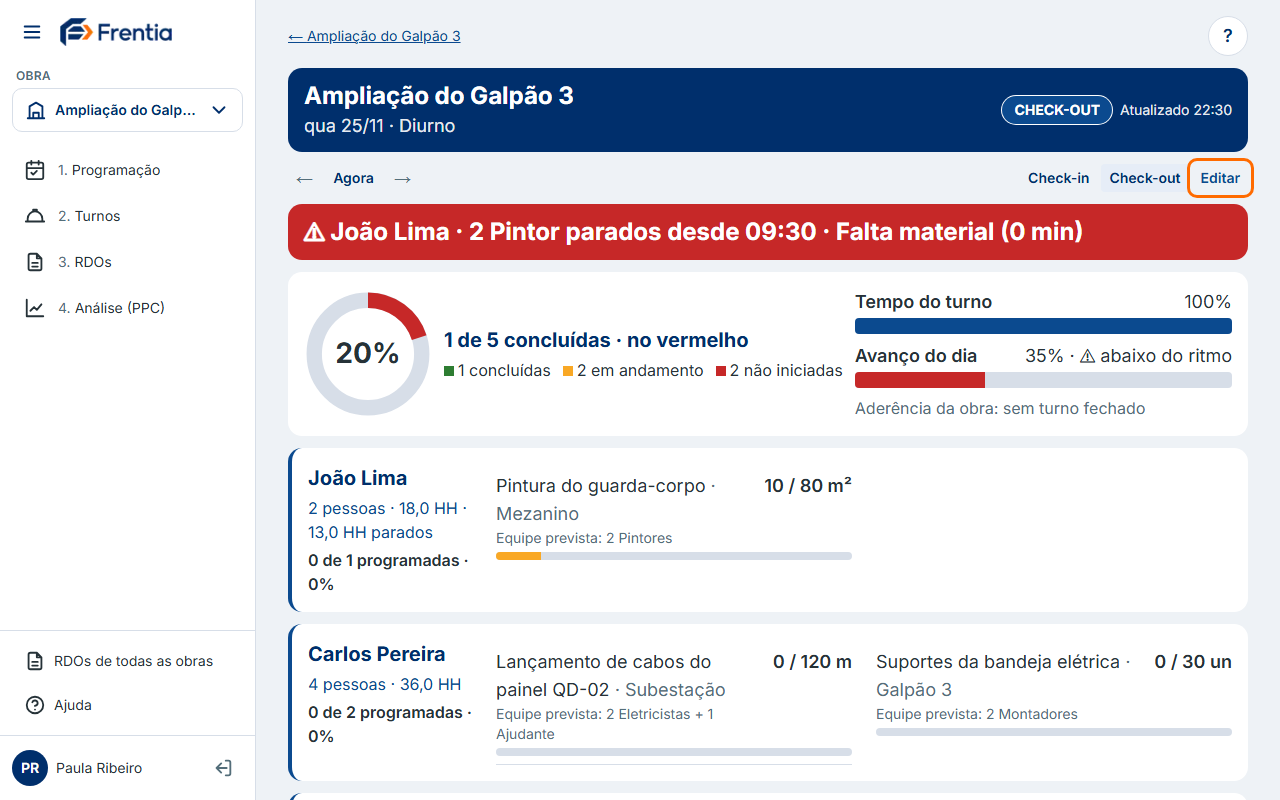 Frentia
← Ampliação do Galpão 3
?
OBRA
Ampliação do Galp...
1. Programação
2. Turnos
3. RDOs
4. Análise (PPC)
RDOs de todas as obras
Ajuda
PR
Paula Ribeiro
Ampliação do Galpão 3
qua 25/11 · Diurno
CHECK-OUT
Atualizado 22:30
←
Agora
→
Check-in
Check-out
Editar
⚠ João Lima · 2 Pintor parados desde 09:30 · Falta material (0 min)
20%
1 de 5 concluídas · no vermelho
1 concluídas
2 em andamento
2 não iniciadas
Tempo do turno
100%
Avanço do dia
35% · ⚠ abaixo do ritmo
Aderência da obra: sem turno fechado
João Lima
2 pessoas · 18,0 HH ·
13,0 HH parados
0 de 1 programadas ·
0%
Pintura do guarda-corpo ·
Mezanino
10 / 80 m²
Equipe prevista: 2 Pintores
Carlos Pereira
4 pessoas · 36,0 HH
0 de 2 programadas ·
0%
Lançamento de cabos do
painel QD-02 · Subestação
0 / 120 m
Equipe prevista: 2 Eletricistas + 1
Ajudante
Suportes da bandeja elétrica ·
Galpão 3
0 / 30 un
Equipe prevista: 2 Montadores